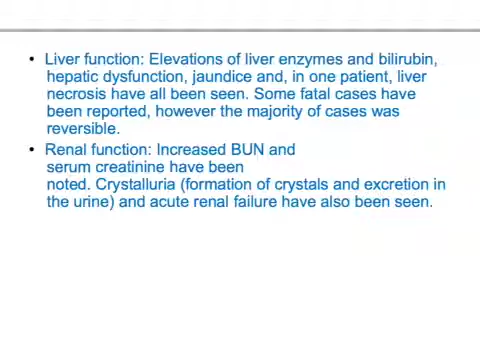 • Liver function: Elevations of liver enzymes and bilirubin,
hepatic dysfunction, jaundice and, in one patient, liver
necrosis have all been seen. Some fatal cases have
been reported, however the majority of cases was
reversible.
• Renal function: Increased BUN and
serum creatinine have been
noted. Crystalluria (formation of crystals and excretion in
the urine) and acute renal failure have also been seen.